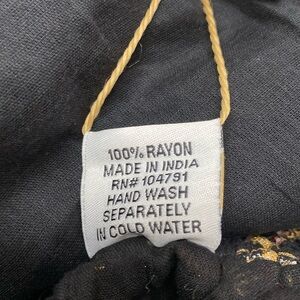 100% RAYON
MADE IN INDIA
RN# 104791
HAND WASH
SEPARATELY
IN COLD WATER